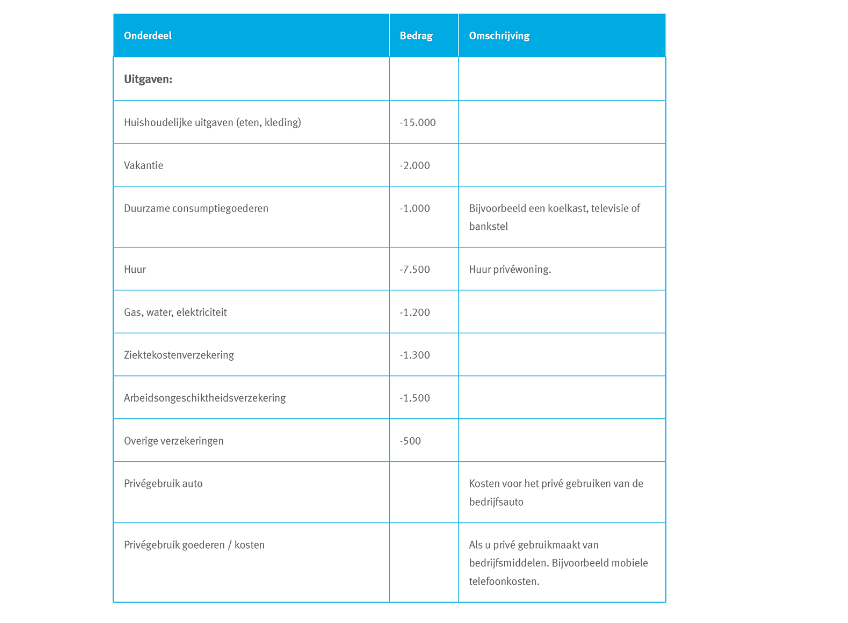 Onderdeel Bedrag Omschrijving
Uitgaven:
Huishoudelijke uitgaven (eten, kleding) -15.000
Vakantie -2.000
Duurzame consumptiegoederen -1.000 Bijvoorbeeld een koelkast, televisie of
bankstel
Huur -7.500 Huur privéwoning.
Gas, water, elektriciteit -1.200
Ziektekostenverzekering -1.300
Arbeidsongeschiktheidsverzekering -1.500
Overige verzekeringen -500
Privégebruik auto Kosten voor het privé gebruiken van de
bedrijfsauto
Privégebruik goederen / kosten Als u privé gebruikmaakt van
bedrijfsmiddelen. Bijvoorbeeld mobiele
telefoonkosten.